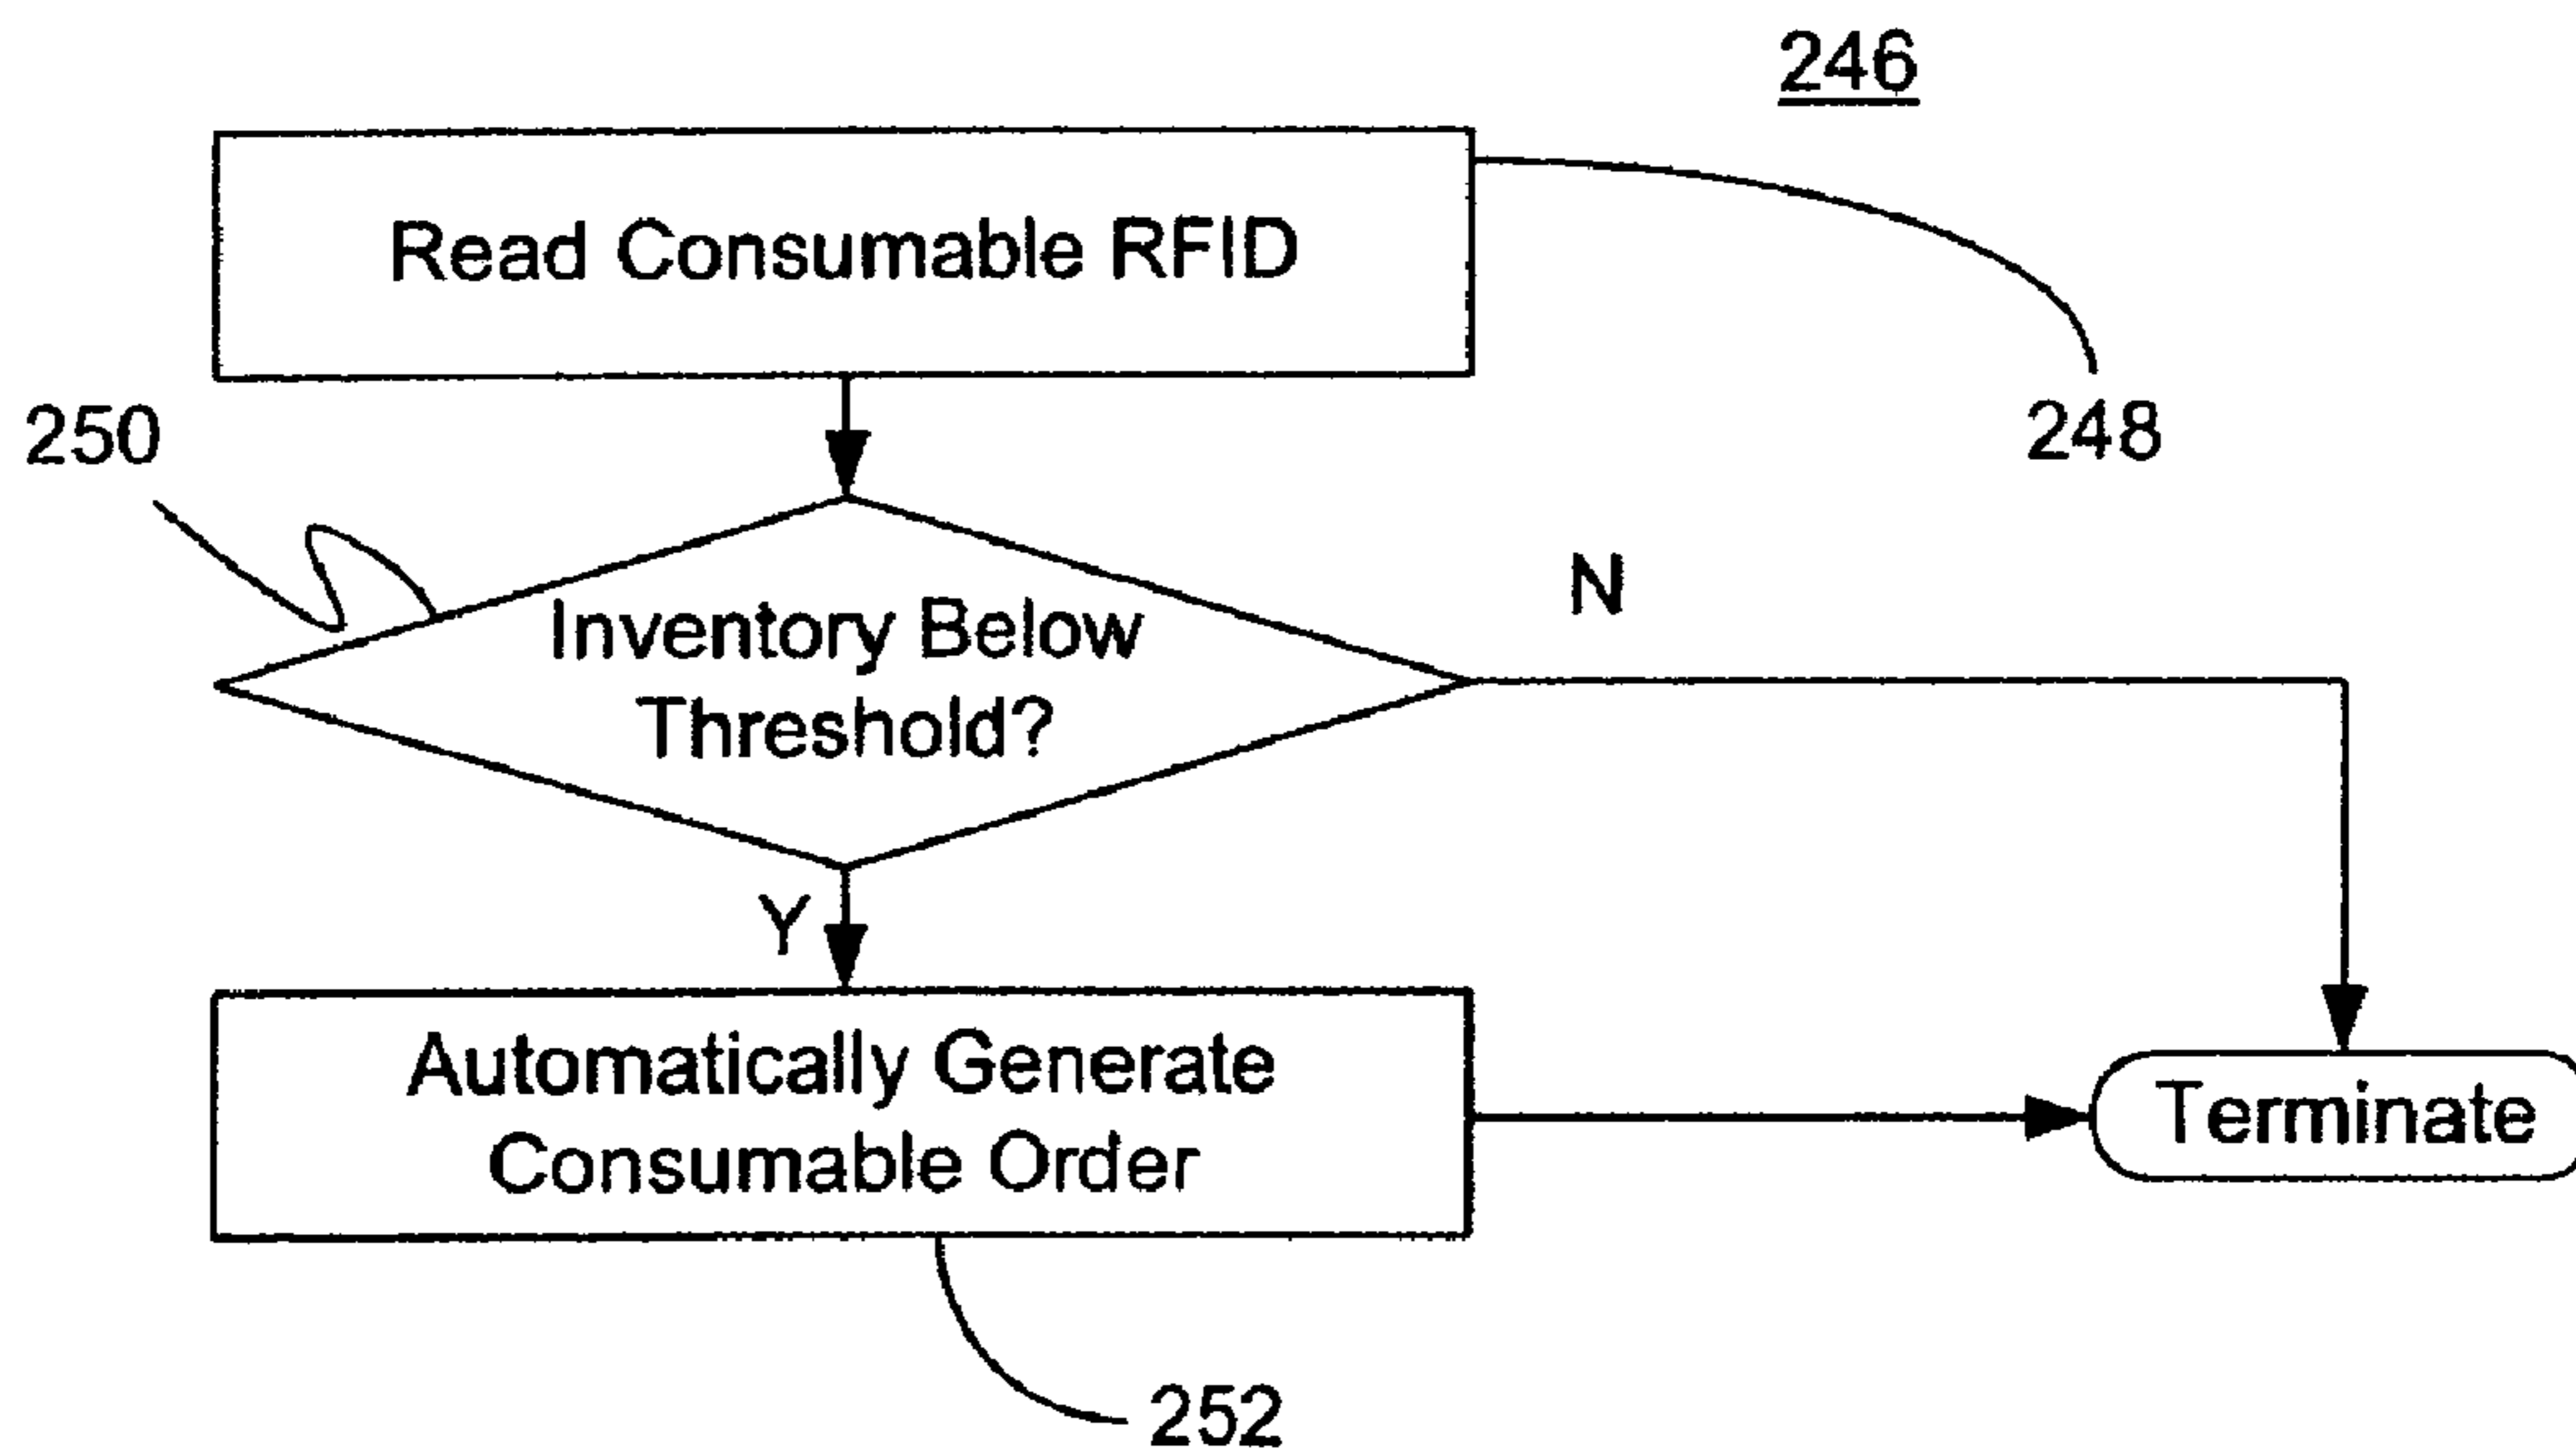 246
Read Consumable RFID
248
250
Inventory Below
Threshold?
N
Y
Automatically Generate
Consumable Order
Terminate
252